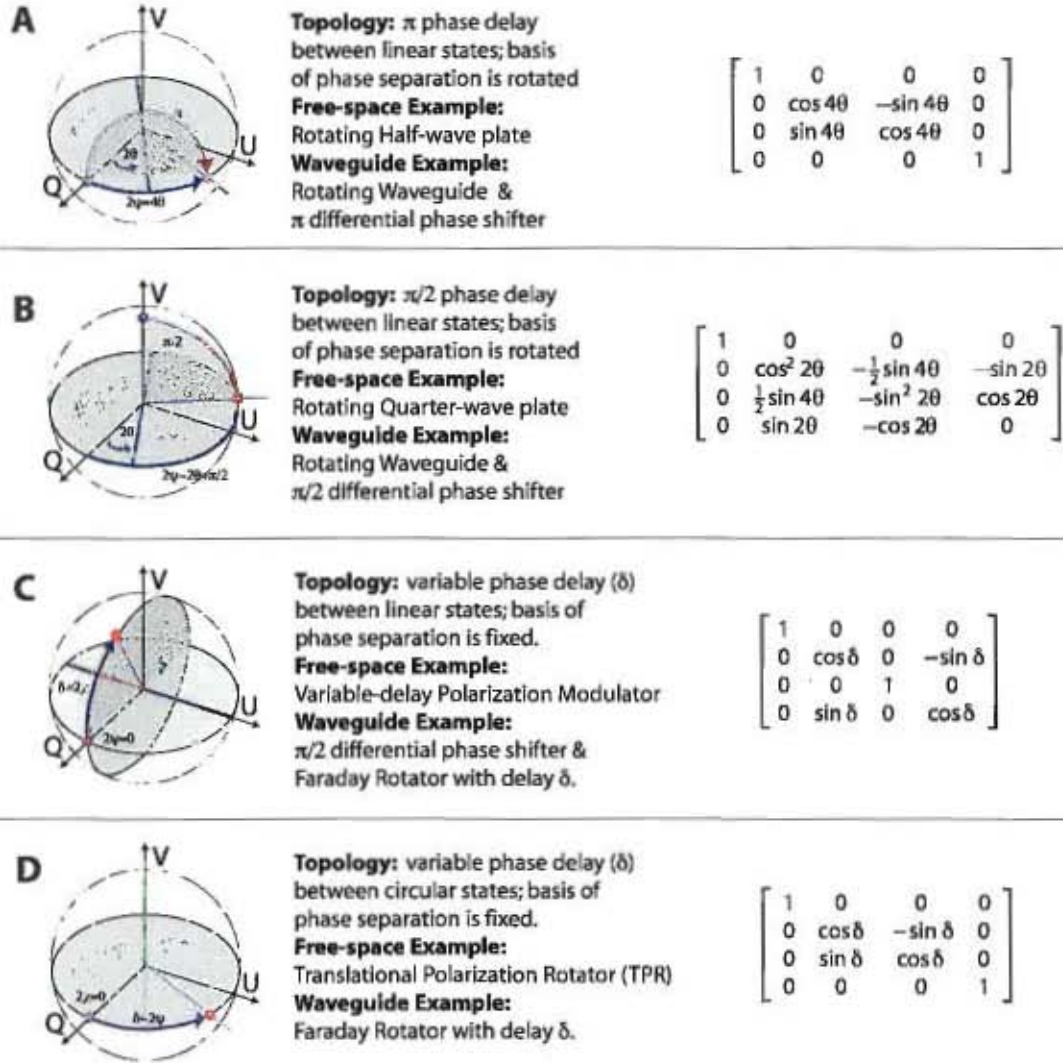 A
V
U
Q
2θ
π
2ψ=4θ
Topology: π phase delay
between linear states; basis
of phase separation is rotated
Free-space Example:
Rotating Half-wave plate
Waveguide Example:
Rotating Waveguide &
π differential phase shifter
1 0 0 0
0 cos 4θ −sin 4θ 0
0 sin 4θ cos 4θ 0
0 0 0 1
B
V
π/2
U
Q
2θ
2ψ=2θ+π/2
Topology: π/2 phase delay
between linear states; basis
of phase separation is rotated
Free-space Example:
Rotating Quarter-wave plate
Waveguide Example:
Rotating Waveguide &
π/2 differential phase shifter
1 0 0 0
0 cos² 2θ −½ sin 4θ −sin 2θ
0 ½ sin 4θ −sin² 2θ cos 2θ
0 sin 2θ −cos 2θ 0
C
V
U
Q
2ψ=0
Topology: variable phase delay (δ)
between linear states; basis of
phase separation is fixed.
Free-space Example:
Variable-delay Polarization Modulator
Waveguide Example:
π/2 differential phase shifter &
Faraday Rotator with delay δ.
1 0 0 0
0 cos δ 0 −sin δ
0 0 1 0
0 sin δ 0 cos δ
D
V
U
Q
δ=2ψ
Topology: variable phase delay (δ)
between circular states; basis of
phase separation is fixed.
Free-space Example:
Translational Polarization Rotator (TPR)
Waveguide Example:
Faraday Rotator with delay δ.
1 0 0 0
0 cos δ −sin δ 0
0 sin δ cos δ 0
0 0 0 1